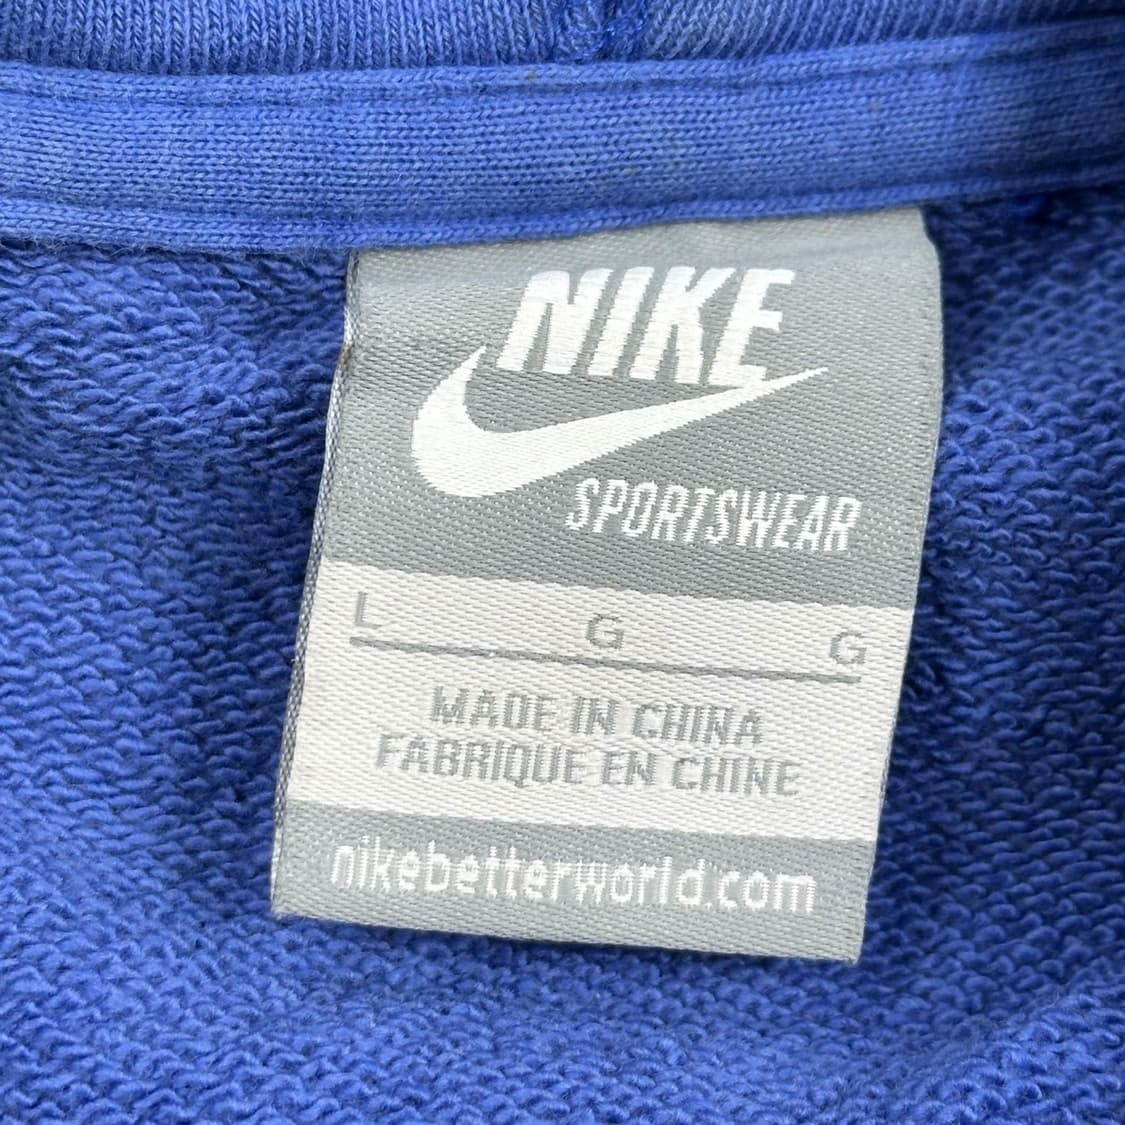 NIKE
SPORTSWEAR
L G G
MADE IN CHINA
FABRIQUE EN CHINE
nikebetterworld.com